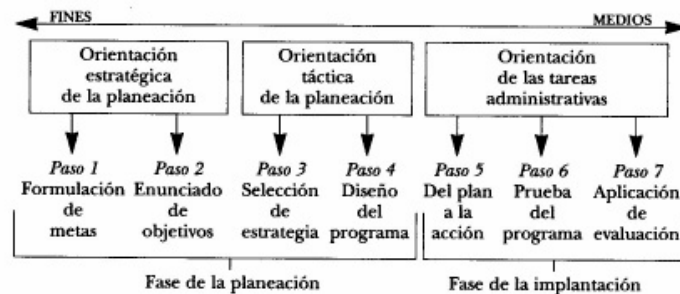 FINES MEDIOS
Orientación
estratégica
de la planeación
Orientación
táctica
de la planeación
Orientación
de las tareas
administrativas
Paso 1
Formulación
de
metas
Paso 2
Enunciado
de
objetivos
Paso 3
Selección
de
estrategia
Paso 4
Diseño
del
programa
Paso 5
Del plan
a la
acción
Paso 6
Prueba
del
programa
Paso 7
Aplicación
de
evaluación
Fase de la planeación
Fase de la implantación